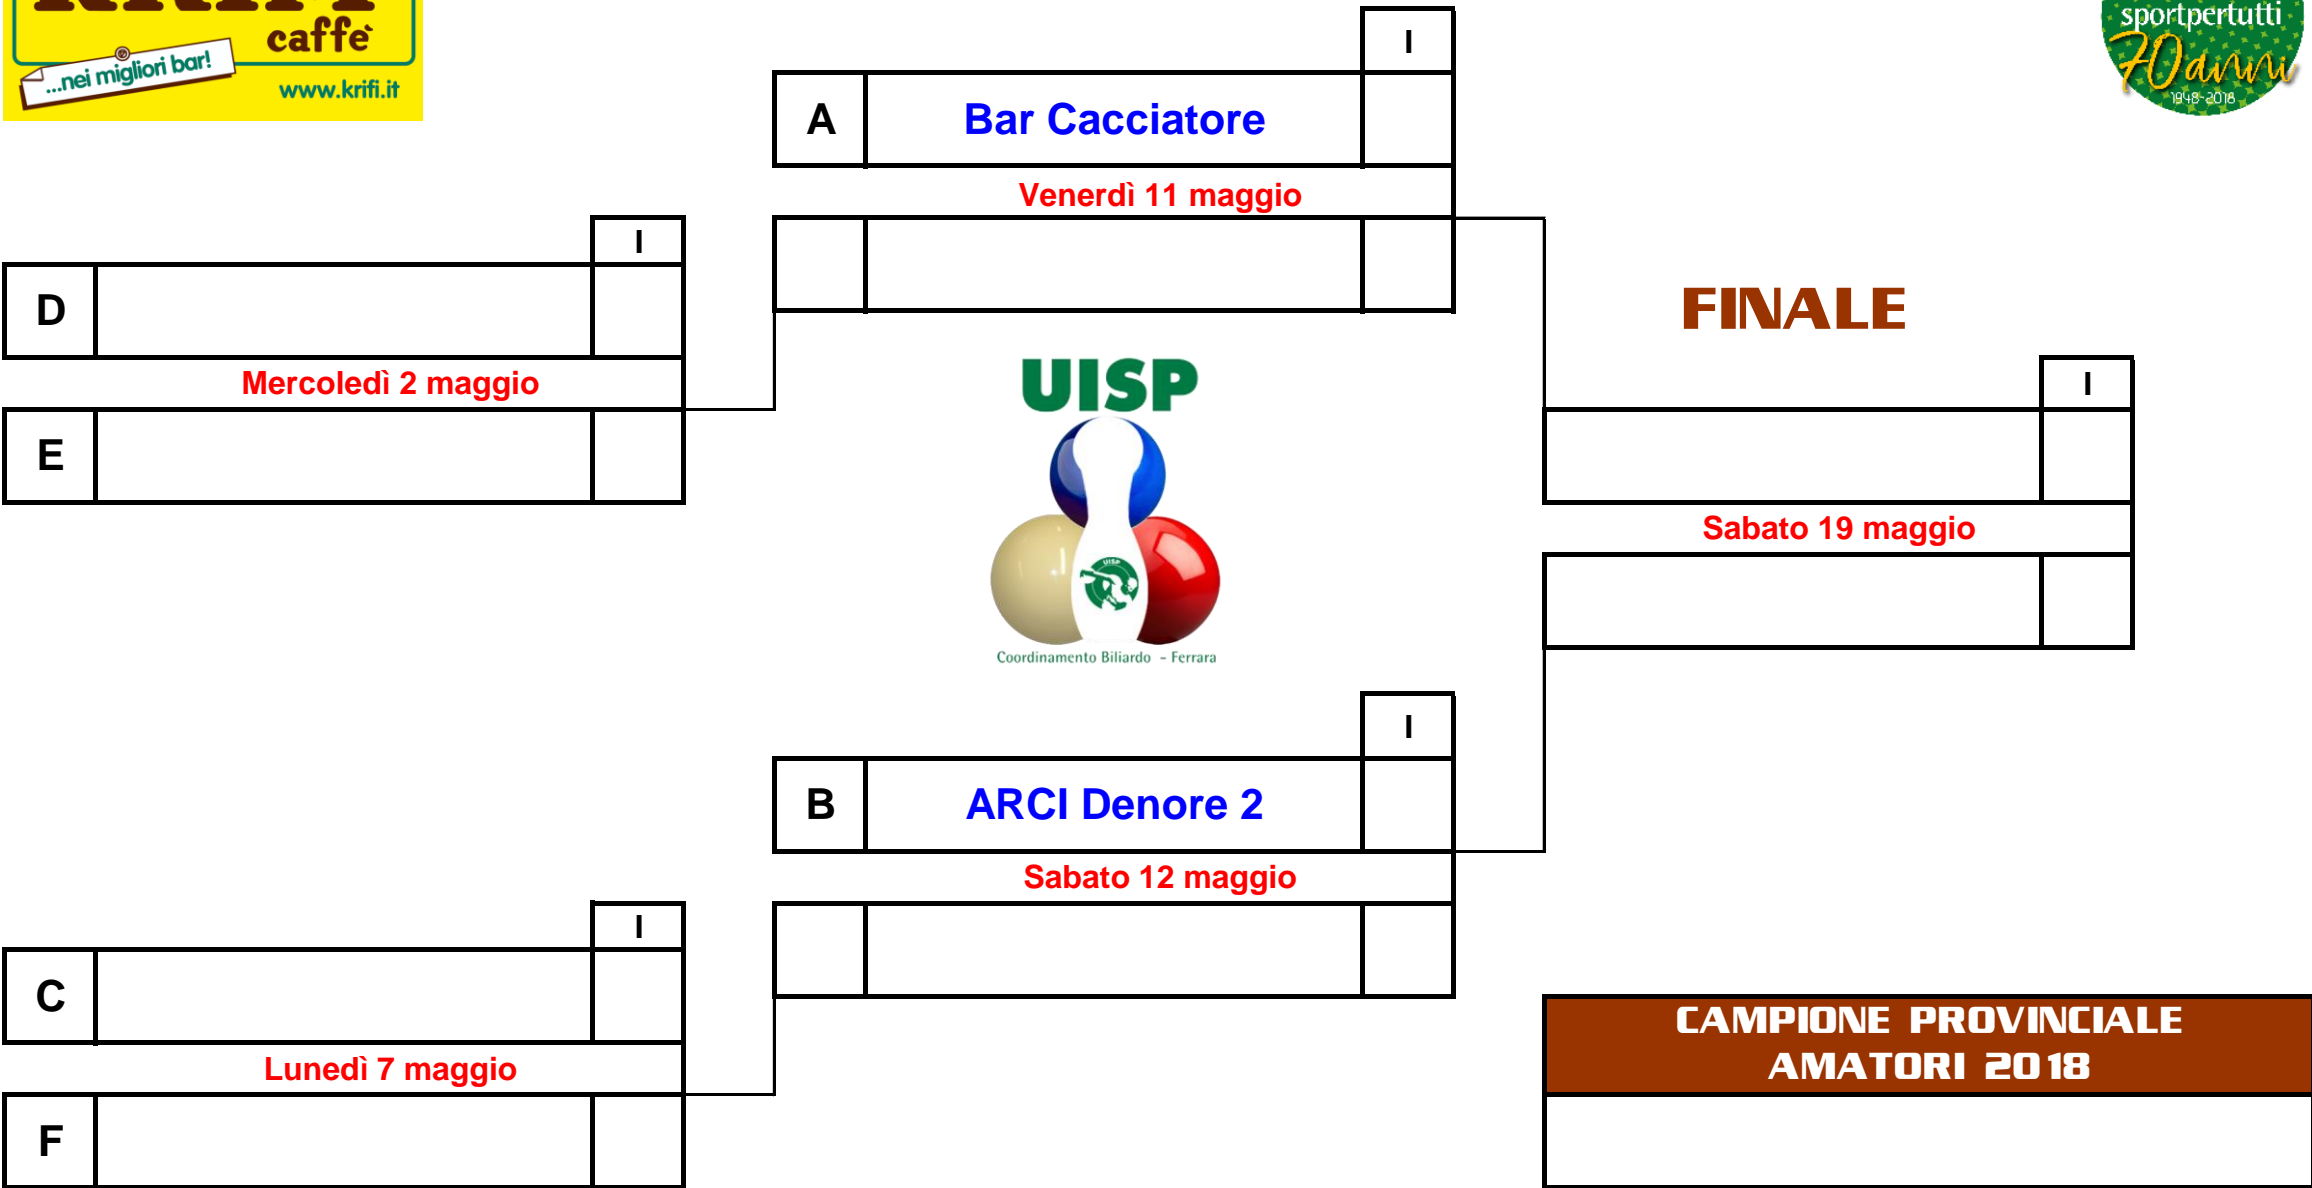 caffè
...nei migliori bar!
www.krifi.it
sportpertutti
70anni
1948-2018
I
A Bar Cacciatore
Venerdì 11 maggio
I
D
Mercoledì 2 maggio
E
FINALE
I
Sabato 19 maggio
UISP
UISP
Coordinamento Biliardo - Ferrara
I
B ARCI Denore 2
Sabato 12 maggio
I
C
Lunedì 7 maggio
F
CAMPIONE PROVINCIALE
AMATORI 2018